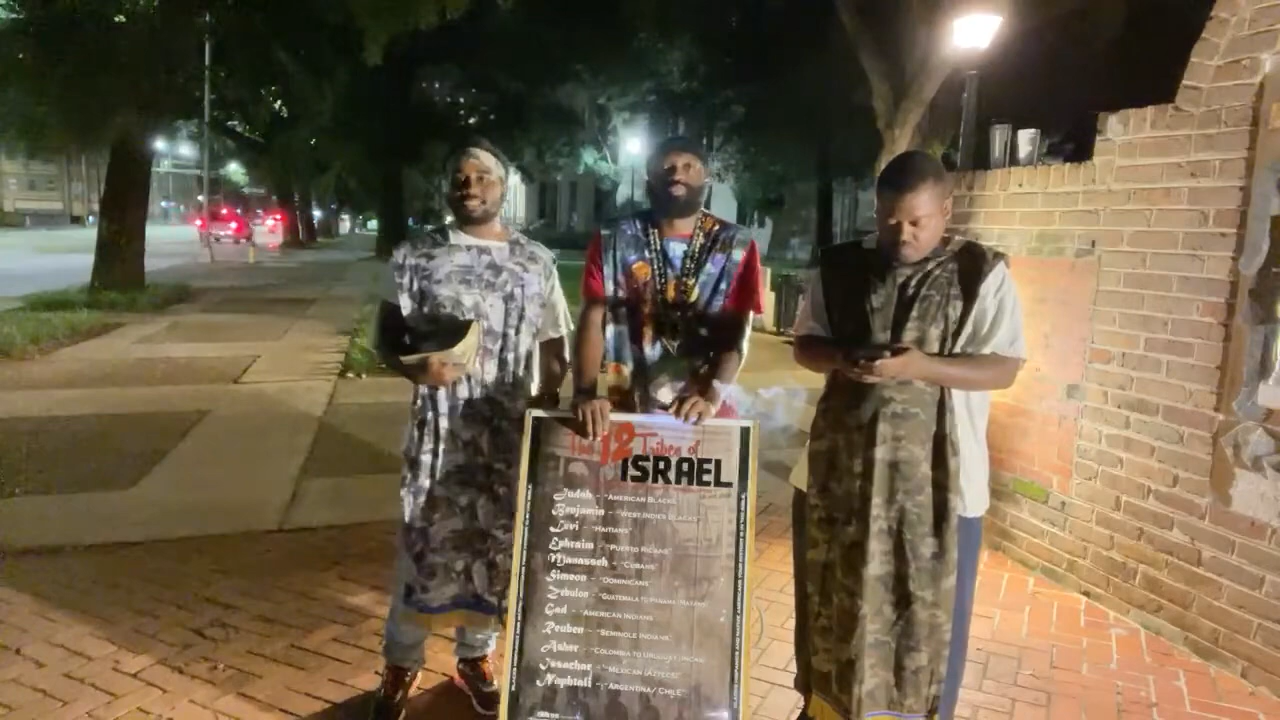 The 12 Tribes of
ISRAEL
Judah - "American Blacks"
Benjamin - "West Indies Blacks"
Levi - "Haitians"
Ephraim - "Puerto Ricans"
Manasseh - "Cubans"
Simeon - "Dominicans"
Zebulon - "Guatemala to Panama (Mayans)"
Gad - "American Indians"
Reuben - "Seminole Indians"
Asher - "Colombia to Uruguay (Incas)"
Issachar - "Mexican (Aztecs)"
Naphtali - "Argentina/ Chile"